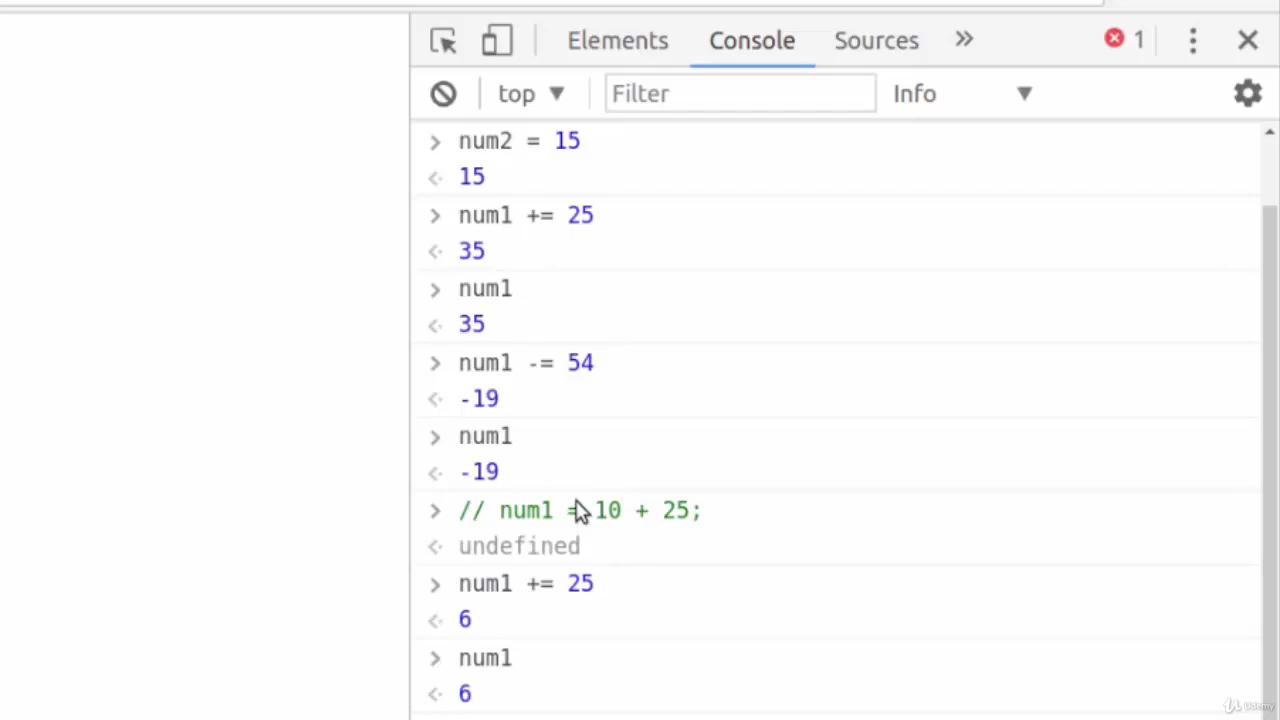 Elements Console Sources » 1
top Filter Info
> num2 = 15
15
> num1 += 25
35
> num1
35
> num1 -= 54
-19
> num1
-19
> // num1 = 10 + 25;
undefined
> num1 += 25
6
> num1
6
Udemy